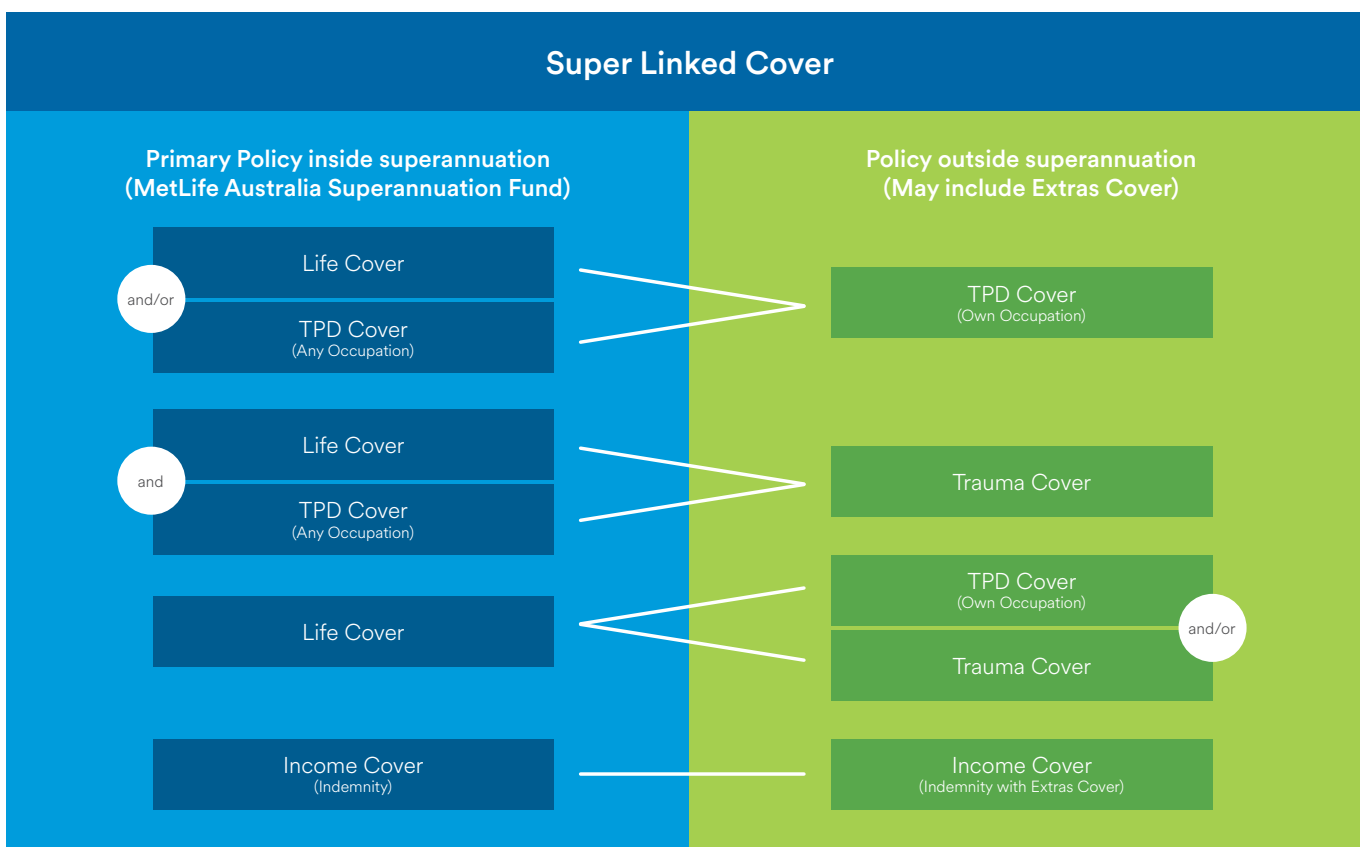 Super Linked Cover
Primary Policy inside superannuation
(MetLife Australia Superannuation Fund)
Policy outside superannuation
(May include Extras Cover)
Life Cover
and/or
TPD Cover
(Any Occupation)
TPD Cover
(Own Occupation)
Life Cover
and
TPD Cover
(Any Occupation)
Trauma Cover
Life Cover
TPD Cover
(Own Occupation)
and/or
Trauma Cover
Income Cover
(Indemnity)
Income Cover
(Indemnity with Extras Cover)